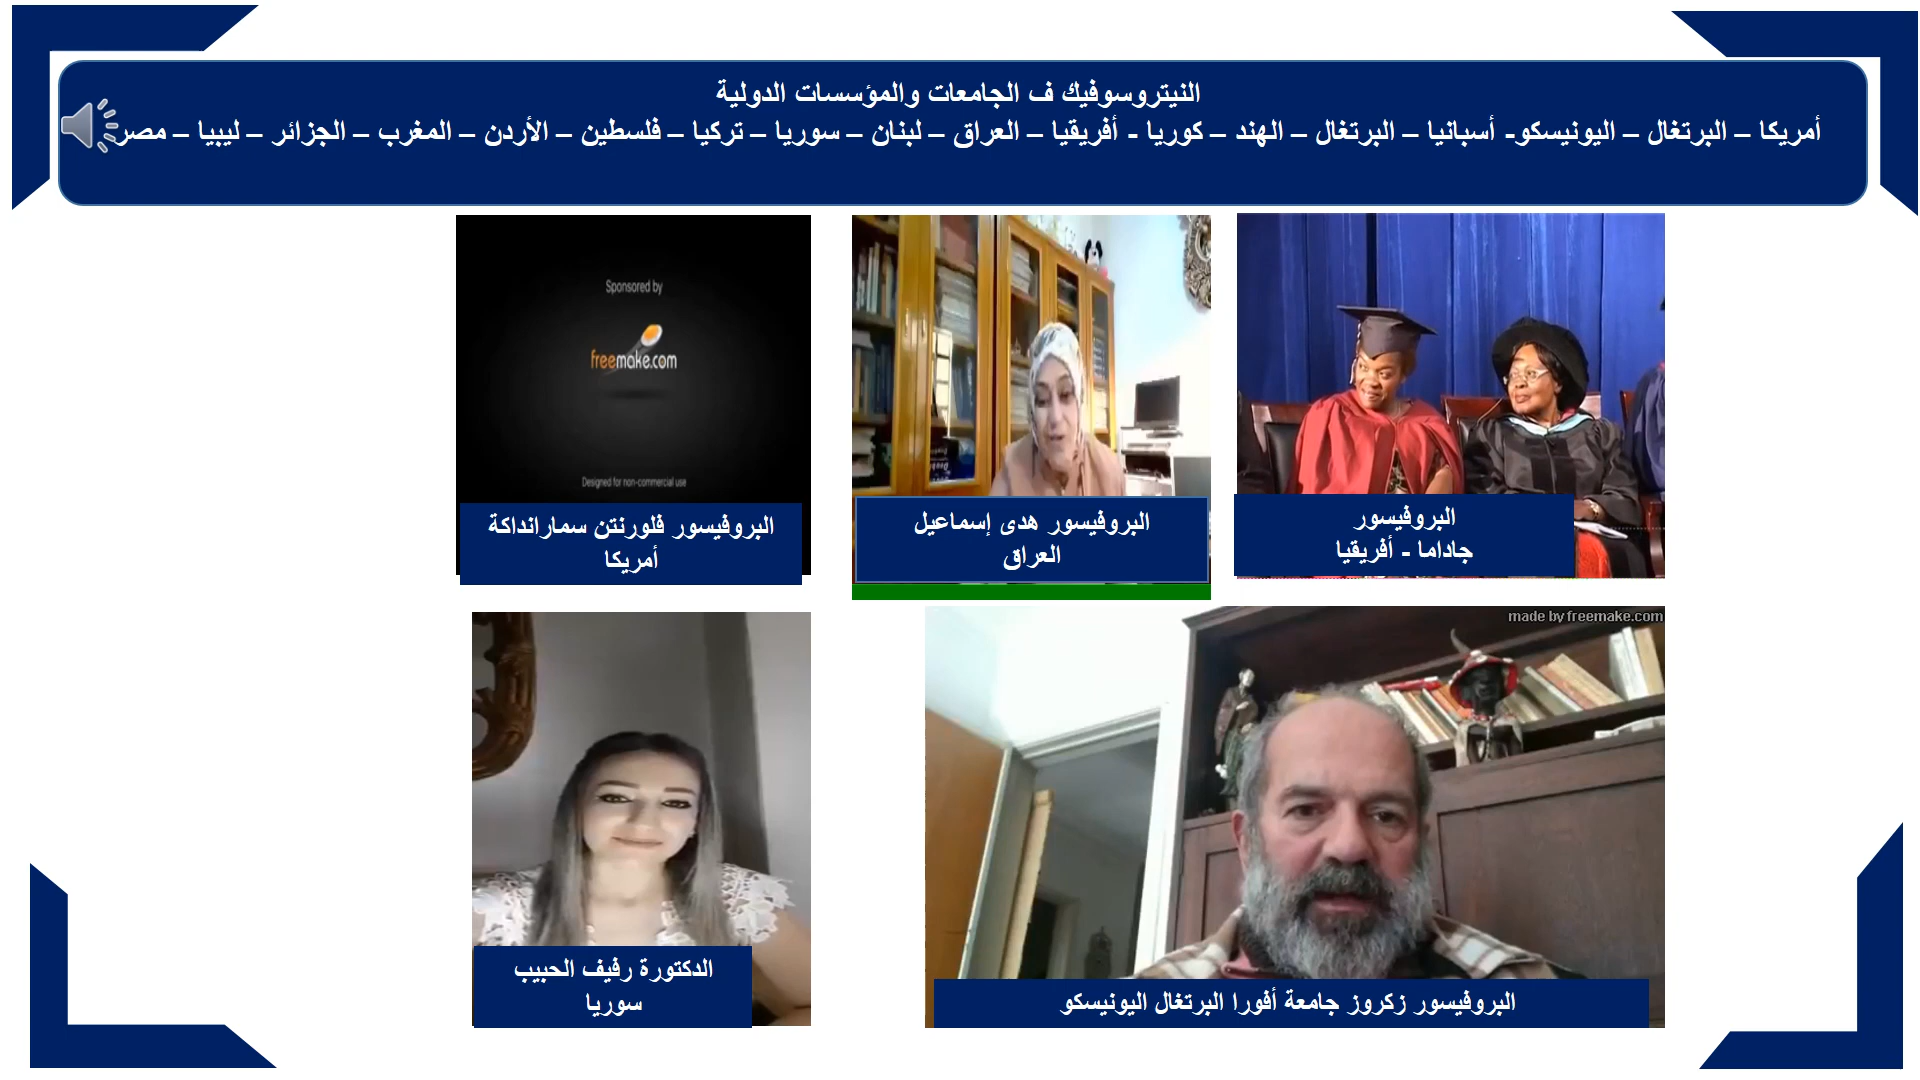 النيتروسوفيك ف الجامعات والمؤسسات الدولية
أمريكا – البرتغال – اليونيسكو- أسبانيا – البرتغال – الهند – كوريا - أفريقيا – العراق – لبنان – سوريا – تركيا – فلسطين – الأردن – المغرب – الجزائر – ليبيا – مصر
البروفيسور
جاداما - أفريقيا
البروفيسور هدى إسماعيل
العراق
Sponsored by
freemake.com
Designed for non-commercial use
البروفيسور فلورنتن سمارانداكة
أمريكا
made by freemake.com
البروفيسور زكروز جامعة أفورا البرتغال اليونيسكو
الدكتورة رفيف الحبيب
سوريا